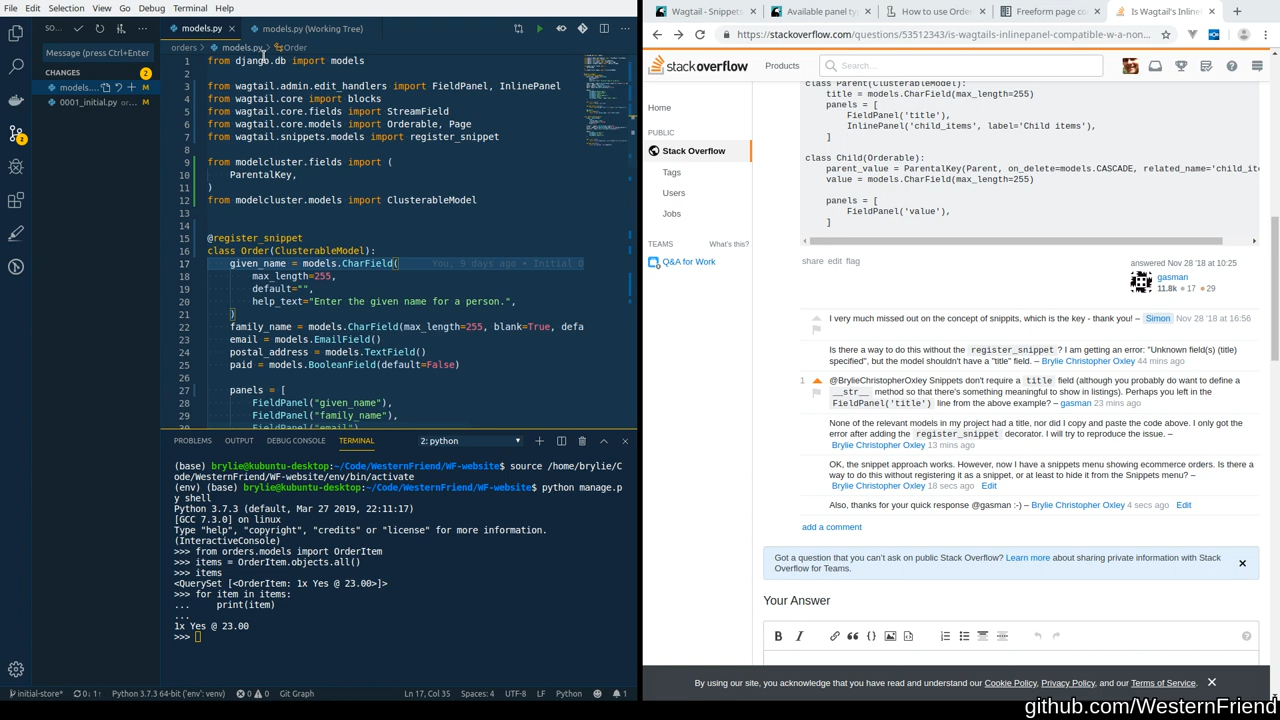 File Edit Selection View Go Debug Terminal Help
SO...
Message (press Ctrl+Enter
CHANGES 2
models.... M
0001_initial.py or... M
models.py
models.py (Working Tree)
orders > models.py > Order
1 from django.db import models
2
3 from wagtail.admin.edit_handlers import FieldPanel, InlinePanel
4 from wagtail.core import blocks
5 from wagtail.core.fields import StreamField
6 from wagtail.core.models import Orderable, Page
7 from wagtail.snippets.models import register_snippet
8
9 from modelcluster.fields import (
10 ParentalKey,
11 )
12 from modelcluster.models import ClusterableModel
13
14
15 @register_snippet
16 class Order(ClusterableModel):
17 given_name = models.CharField( You, 9 days ago • Initial O
18 max_length=255,
19 default="",
20 help_text="Enter the given name for a person.",
21 )
22 family_name = models.CharField(max_length=255, blank=True, defa
23 email = models.EmailField()
24 postal_address = models.TextField()
25 paid = models.BooleanField(default=False)
26
27 panels = [
28 FieldPanel("given_name"),
29 FieldPanel("family_name"),
FieldPanel("email")
PROBLEMS OUTPUT DEBUG CONSOLE TERMINAL 2: python
(base) brylie@kubuntu-desktop:~/Code/WesternFriend/WF-website$ source /home/brylie/C
ode/WesternFriend/WF-website/env/bin/activate
(env) (base) brylie@kubuntu-desktop:~/Code/WesternFriend/WF-website$ python manage.p
y shell
Python 3.7.3 (default, Mar 27 2019, 22:11:17)
[GCC 7.3.0] on linux
Type "help", "copyright", "credits" or "license" for more information.
(InteractiveConsole)
>>> from orders.models import OrderItem
>>> items = OrderItem.objects.all()
>>> items
<QuerySet [<OrderItem: 1x Yes @ 23.00>]>
>>> for item in items:
... print(item)
...
1x Yes @ 23.00
>>>
initial-store* 0↓ 1↑ Python 3.7.3 64-bit ('env': venv) 0 0 Git Graph Ln 17, Col 35 Spaces: 4 UTF-8 LF Python 1
Wagtail - Snippets
Available panel ty
How to use Order
Freeform page co
Is Wagtail's Inline
https://stackoverflow.com/questions/53512343/is-wagtails-inlinepanel-compatible-w-a-non...
stackoverflow Products Search...
Home
PUBLIC
Stack Overflow
Tags
Users
Jobs
TEAMS What's this?
Q&A for Work
class Parent(ClusterableModel):
title = models.CharField(max_length=255)
panels = [
FieldPanel('title'),
InlinePanel('child_items', label='Child items'),
]
class Child(Orderable):
parent_value = ParentalKey(Parent, on_delete=models.CASCADE, related_name='child_ite
value = models.CharField(max_length=255)
panels = [
FieldPanel('value'),
]
share edit flag
answered Nov 28 '18 at 10:25
gasman
11.8k 17 29
I very much missed out on the concept of snippits, which is the key - thank you! – Simon Nov 28 '18 at 16:56
Is there a way to do this without the register_snippet ? I am getting an error: "Unknown field(s) (title)
specified", but the model shouldn't have a "title" field. – Brylie Christopher Oxley 44 mins ago
1 @BrylieChristopherOxley Snippets don't require a title field (although you probably do want to define a
__str__ method so that there's something meaningful to show in listings). Perhaps you left in the
FieldPanel('title') line from the above example? – gasman 23 mins ago
None of the relevant models in my project had a title, nor did I copy and paste the code above. I only got the
error after adding the register_snippet decorator. I will try to reproduce the issue. –
Brylie Christopher Oxley 13 mins ago
OK, the snippet approach works. However, now I have a snippets menu showing ecommerce orders. Is there a
way to do this without registering it as a snippet, or at least to hide it from the Snippets menu? –
Brylie Christopher Oxley 18 secs ago Edit
Also, thanks for your quick response @gasman :-) – Brylie Christopher Oxley 4 secs ago Edit
add a comment
Got a question that you can't ask on public Stack Overflow? Learn more about sharing private information with Stack
Overflow for Teams.
Your Answer
B I
By using our site, you acknowledge that you have read and understand our Cookie Policy, Privacy Policy, and
our Terms of Service.
github.com/WesternFriend